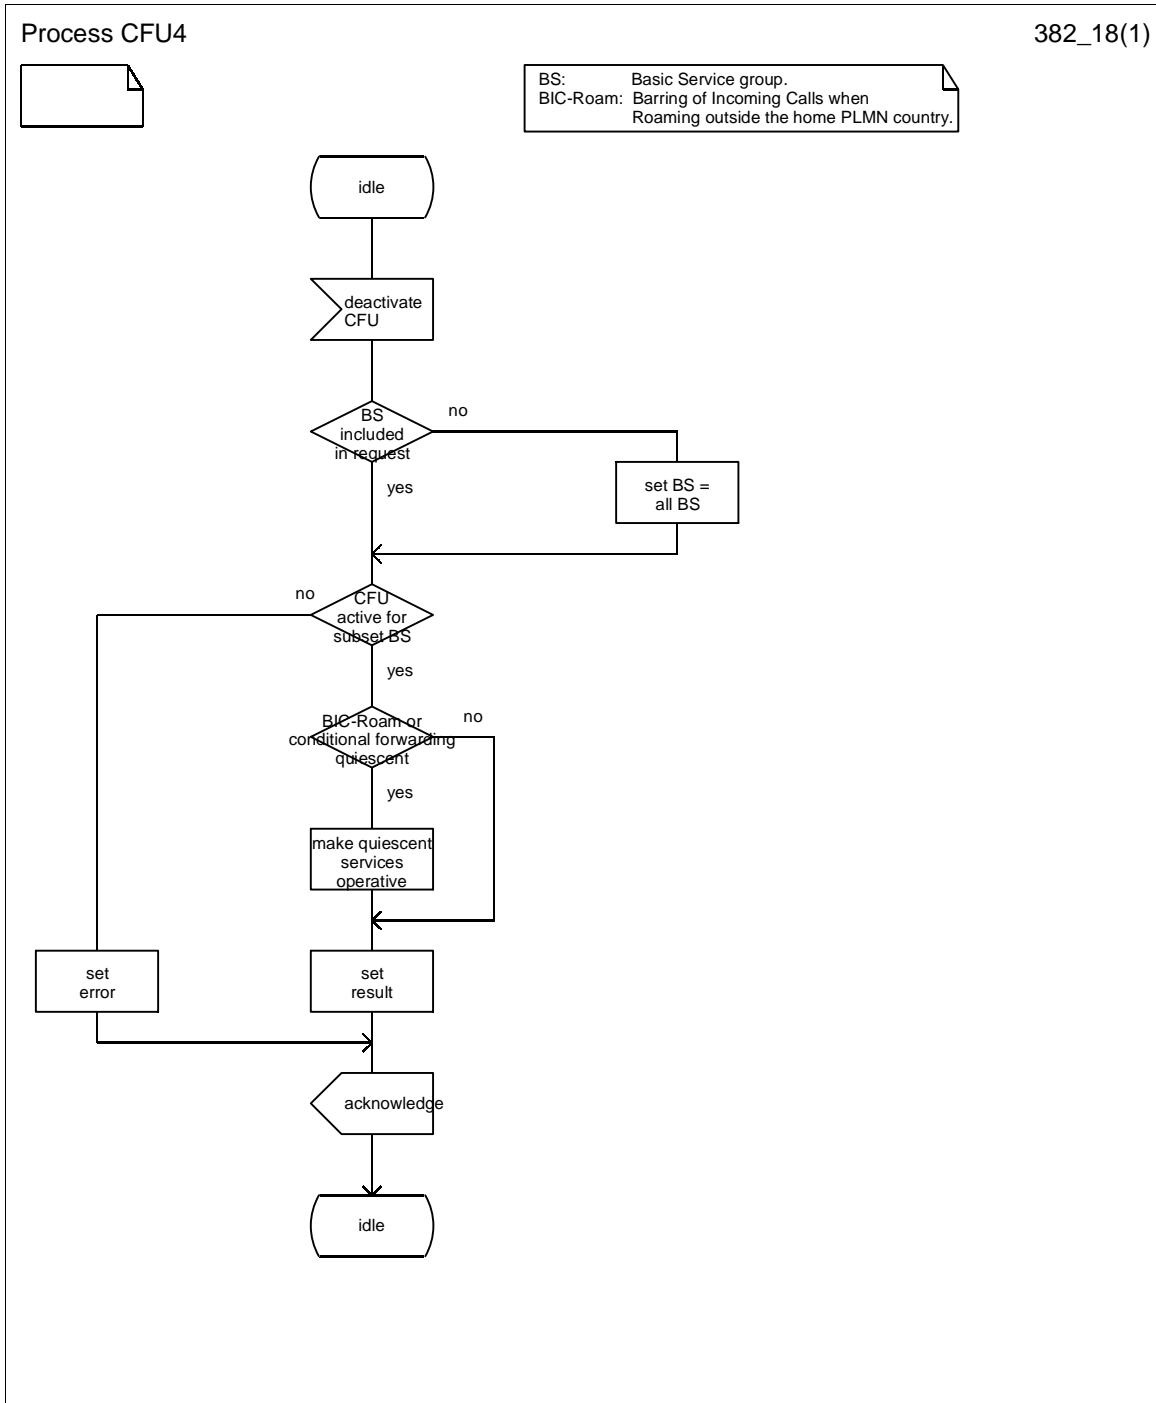 Process CFU4
382_18(1)
BS: Basic Service group.
BIC-Roam: Barring of Incoming Calls when
Roaming outside the home PLMN country.
idle
deactivate
CFU
BS
included
in request
no
yes
set BS =
all BS
no
CFU
active for
subset BS
yes
BIC-Roam or
conditional forwarding
quiescent
no
yes
make quiescent
services
operative
set
error
set
result
acknowledge
idle